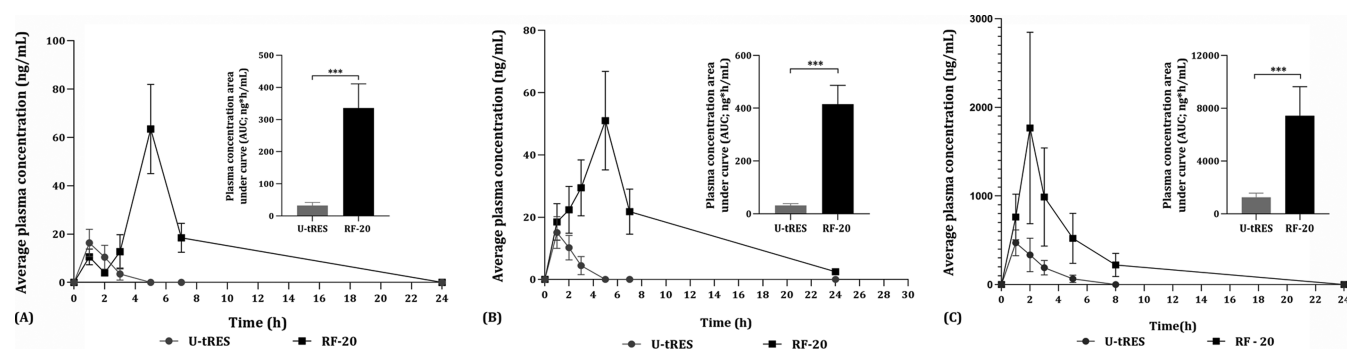 (A)
Average plasma concentration (ng/mL)
100
80
60
40
20
0
0 2 4 6 8 10 12 14 16 18 20 22 24
Time (h)
U-tRES RF-20
Plasma concentration area
under curve (AUC; ng*h/mL)
500
400
300
200
100
0
***
U-tRES RF-20
(B)
Average plasma concentration (ng/mL)
80
60
40
20
0
0 2 4 6 8 10 12 14 16 18 20 22 24 26 28 30
Time (h)
U-tRES RF-20
Plasma concentration area
under curve (AUC; ng*h/mL)
600
400
200
0
***
U-tRES RF-20
(C)
Average plasma concentration (ng/mL)
3000
2000
1000
500
400
300
200
100
0
0 2 4 6 8 10 12 14 16 18 20 22 24
Time(h)
U-tRES RF - 20
Plasma concentration area
under curve (AUC; ng*h/mL)
12000
8000
4000
0
***
U-tRES RF-20